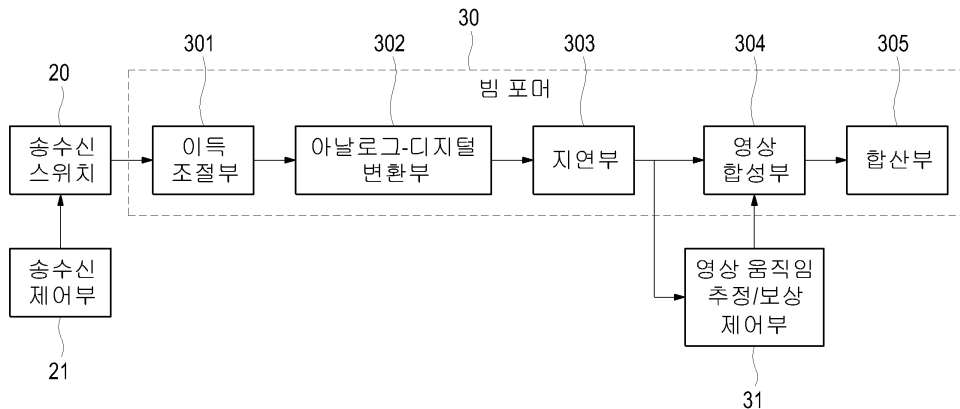 30
301
302
303
304
305
20
빔 포머
송수신
스위치
이득
조절부
아날로그-디지털
변환부
지연부
영상
합성부
합산부
송수신
제어부
영상 움직임
추정/보상
제어부
21
31